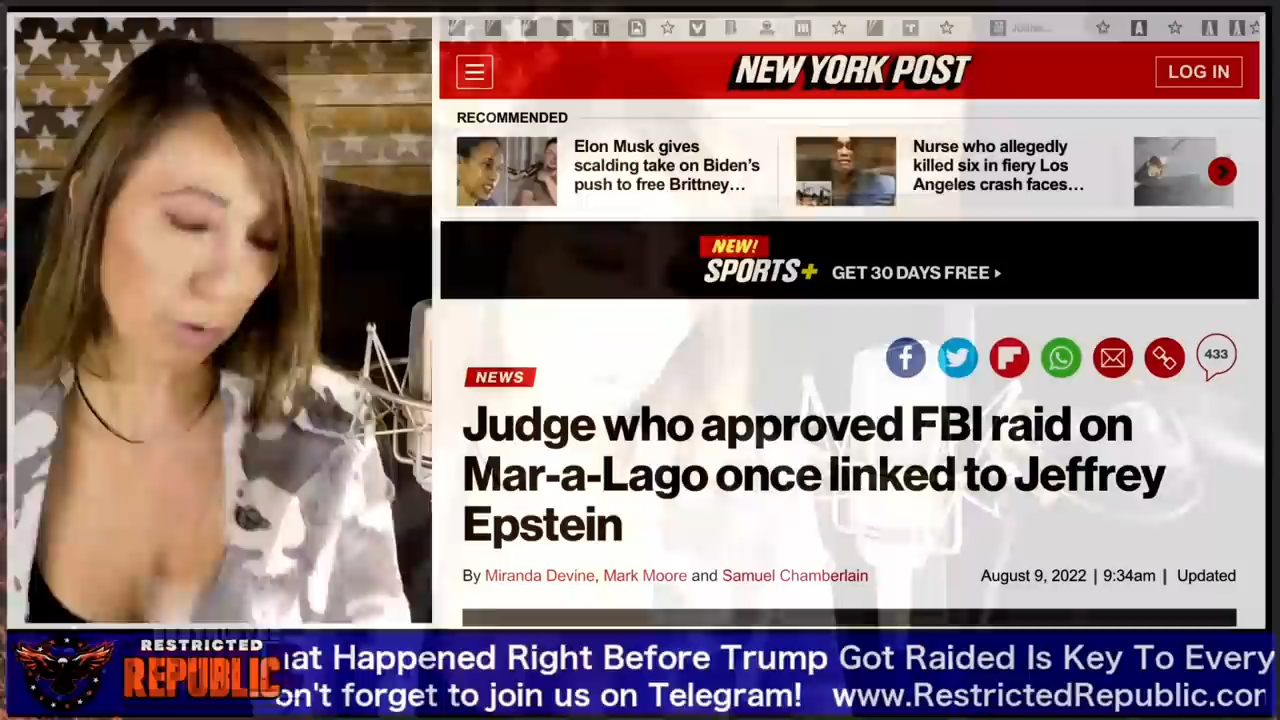 NEW YORK POST
LOG IN
RECOMMENDED
Elon Musk gives
scalding take on Biden's
push to free Brittney…
Nurse who allegedly
killed six in fiery Los
Angeles crash faces…
NEW!
SPORTS+ GET 30 DAYS FREE
433
NEWS
Judge who approved FBI raid on
Mar-a-Lago once linked to Jeffrey
Epstein
By Miranda Devine, Mark Moore and Samuel Chamberlain
August 9, 2022 | 9:34am | Updated
RESTRICTED
REPUBLIC
Happened Right Before Trump Got Raided Is Key To Every
forget to join us on Telegram! www.RestrictedRepublic.co